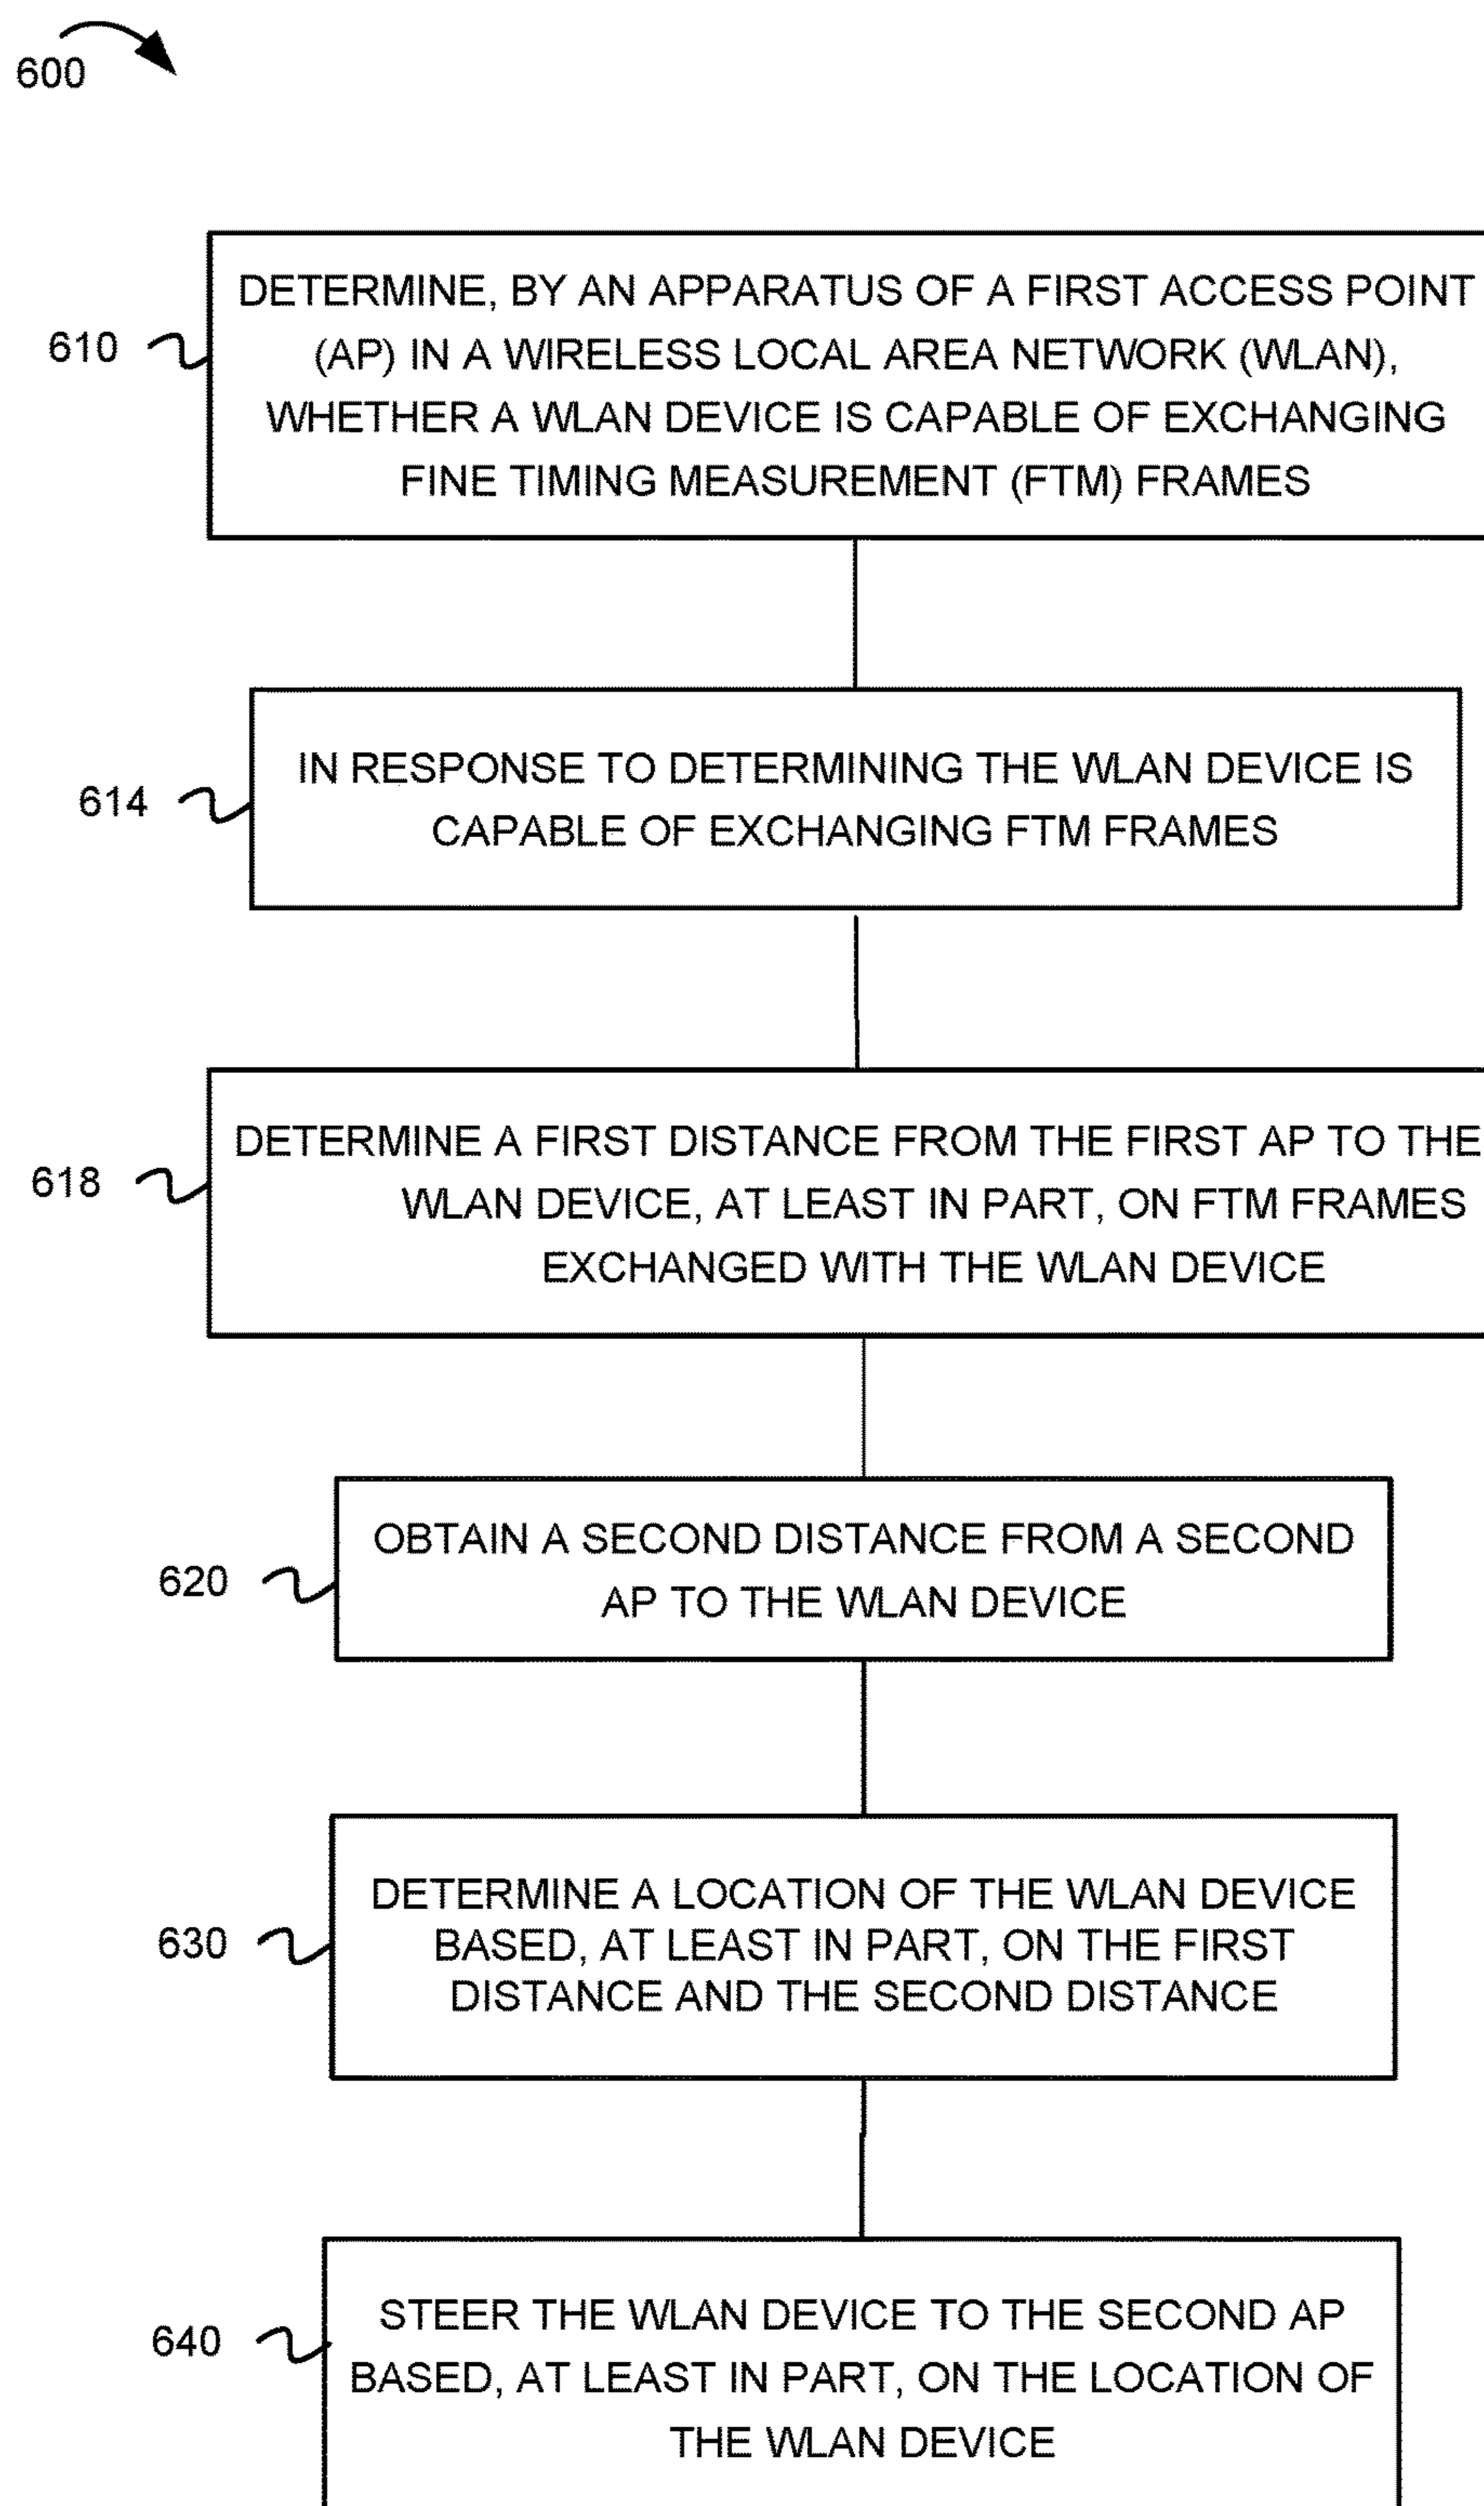 600
610
DETERMINE, BY AN APPARATUS OF A FIRST ACCESS POINT
(AP) IN A WIRELESS LOCAL AREA NETWORK (WLAN),
WHETHER A WLAN DEVICE IS CAPABLE OF EXCHANGING
FINE TIMING MEASUREMENT (FTM) FRAMES
614
IN RESPONSE TO DETERMINING THE WLAN DEVICE IS
CAPABLE OF EXCHANGING FTM FRAMES
618
DETERMINE A FIRST DISTANCE FROM THE FIRST AP TO THE
WLAN DEVICE, AT LEAST IN PART, ON FTM FRAMES
EXCHANGED WITH THE WLAN DEVICE
620
OBTAIN A SECOND DISTANCE FROM A SECOND
AP TO THE WLAN DEVICE
630
DETERMINE A LOCATION OF THE WLAN DEVICE
BASED, AT LEAST IN PART, ON THE FIRST
DISTANCE AND THE SECOND DISTANCE
640
STEER THE WLAN DEVICE TO THE SECOND AP
BASED, AT LEAST IN PART, ON THE LOCATION OF
THE WLAN DEVICE